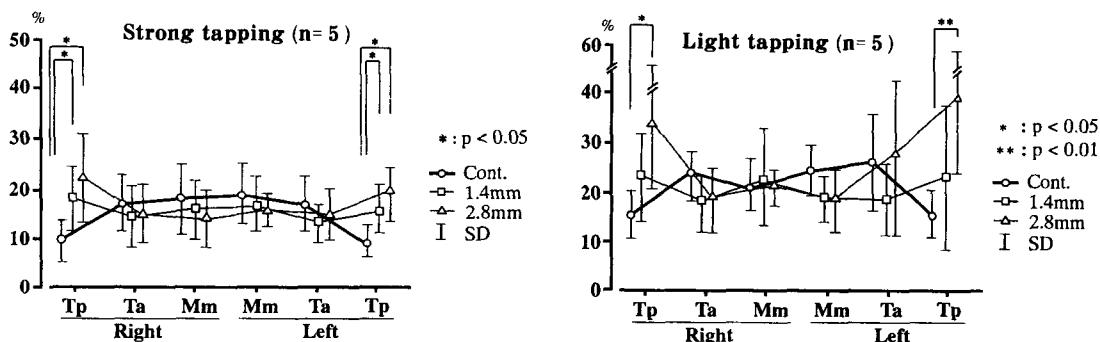 %
Strong tapping (n= 5 )
50
40
30
20
10
0
*
*
*
*
* : p < 0.05
Cont.
1.4mm
2.8mm
SD
Tp Ta Mm Mm Ta Tp
Right Left
%
Light tapping (n= 5 )
60
40
30
20
10
0
*
**
* : p < 0.05
** : p < 0.01
Cont.
1.4mm
2.8mm
SD
Tp Ta Mm Mm Ta Tp
Right Left